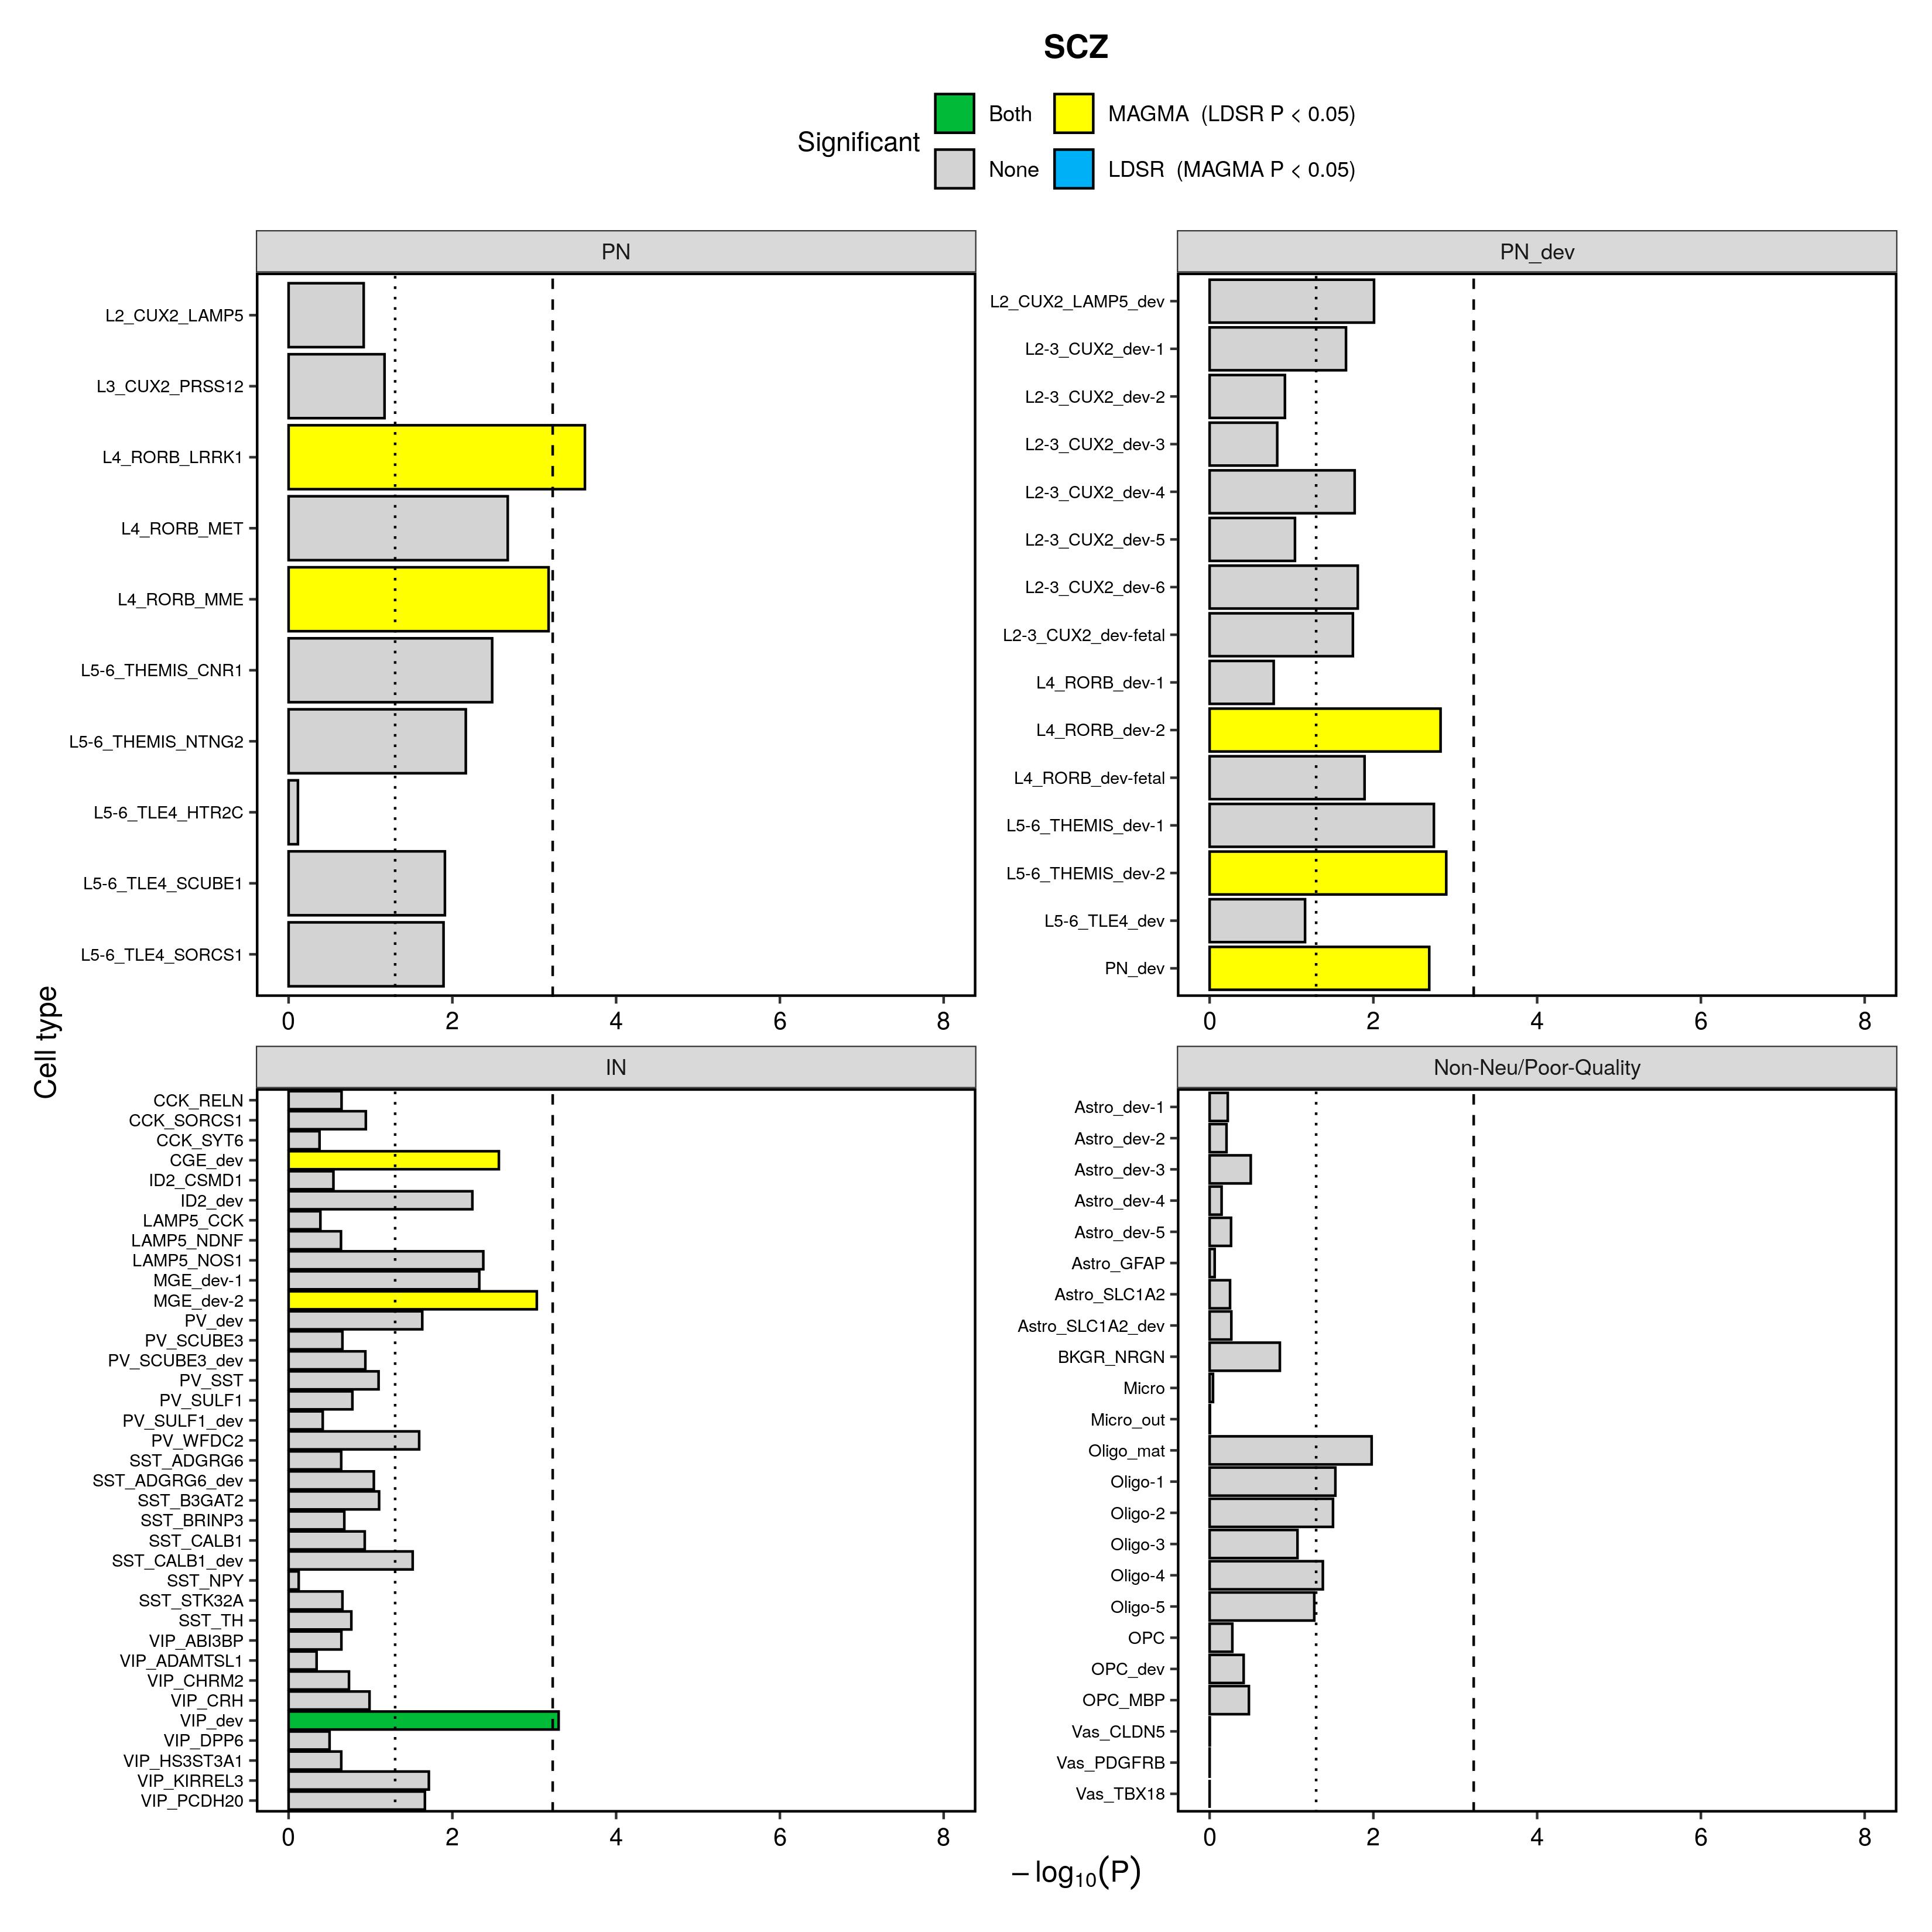 SCZ
Significant
Both
MAGMA (LDSR P < 0.05)
None
LDSR (MAGMA P < 0.05)
PN
L2_CUX2_LAMP5
L3_CUX2_PRSS12
L4_RORB_LRRK1
L4_RORB_MET
L4_RORB_MME
L5-6_THEMIS_CNR1
L5-6_THEMIS_NTNG2
L5-6_TLE4_HTR2C
L5-6_TLE4_SCUBE1
L5-6_TLE4_SORCS1
0 2 4 6 8
PN_dev
L2_CUX2_LAMP5_dev
L2-3_CUX2_dev-1
L2-3_CUX2_dev-2
L2-3_CUX2_dev-3
L2-3_CUX2_dev-4
L2-3_CUX2_dev-5
L2-3_CUX2_dev-6
L2-3_CUX2_dev-fetal
L4_RORB_dev-1
L4_RORB_dev-2
L4_RORB_dev-fetal
L5-6_THEMIS_dev-1
L5-6_THEMIS_dev-2
L5-6_TLE4_dev
PN_dev
0 2 4 6 8
Cell type
IN
CCK_RELN
CCK_SORCS1
CCK_SYT6
CGE_dev
ID2_CSMD1
ID2_dev
LAMP5_CCK
LAMP5_NDNF
LAMP5_NOS1
MGE_dev-1
MGE_dev-2
PV_dev
PV_SCUBE3
PV_SCUBE3_dev
PV_SST
PV_SULF1
PV_SULF1_dev
PV_WFDC2
SST_ADGRG6
SST_ADGRG6_dev
SST_B3GAT2
SST_BRINP3
SST_CALB1
SST_CALB1_dev
SST_NPY
SST_STK32A
SST_TH
VIP_ABI3BP
VIP_ADAMTSL1
VIP_CHRM2
VIP_CRH
VIP_dev
VIP_DPP6
VIP_HS3ST3A1
VIP_KIRREL3
VIP_PCDH20
0 2 4 6 8
Non-Neu/Poor-Quality
Astro_dev-1
Astro_dev-2
Astro_dev-3
Astro_dev-4
Astro_dev-5
Astro_GFAP
Astro_SLC1A2
Astro_SLC1A2_dev
BKGR_NRGN
Micro
Micro_out
Oligo_mat
Oligo-1
Oligo-2
Oligo-3
Oligo-4
Oligo-5
OPC
OPC_dev
OPC_MBP
Vas_CLDN5
Vas_PDGFRB
Vas_TBX18
0 2 4 6 8
−log₁₀(P)